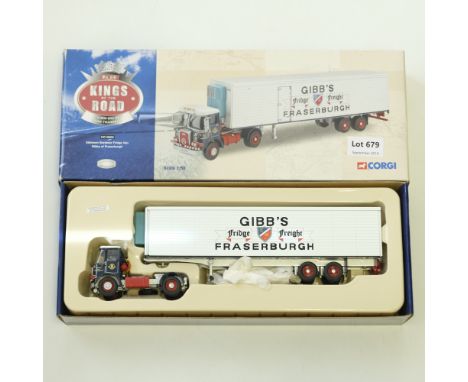 KINGS
OF THE
ROAD
GIBB'S
Fridge Freight
FRASERBURGH
Lot 679
CORGI
GIBB'S
Fridge Freight
FRASERBURGH